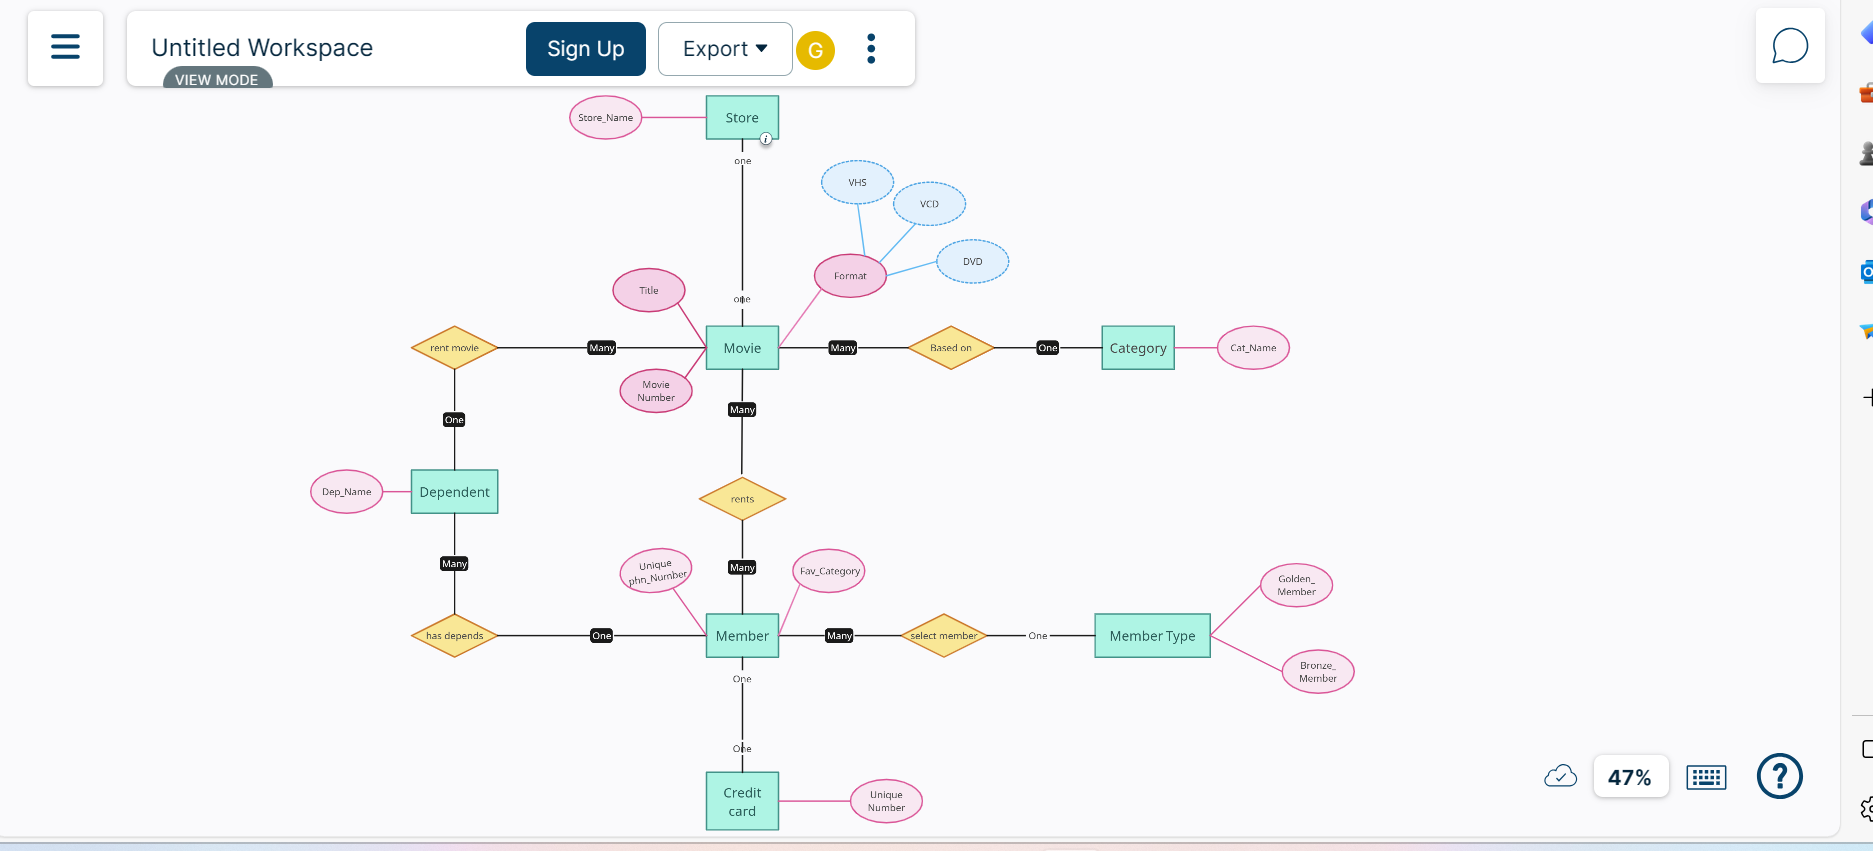 Untitled Workspace
VIEW MODE
Sign Up
Export
G
Store_Name
Store
i
one
VHS
VCD
DVD
Format
Title
one
rent movie
Many
Movie
Many
Based on
One
Category
Cat_Name
Movie
Number
Many
One
Dep_Name
Dependent
rents
Many
Many
Unique
phn_Number
Fav_Category
Golden_
Member
has depends
One
Member
Many
select member
One
Member Type
Bronze_
Member
One
One
Credit
card
Unique
Number
47%
?